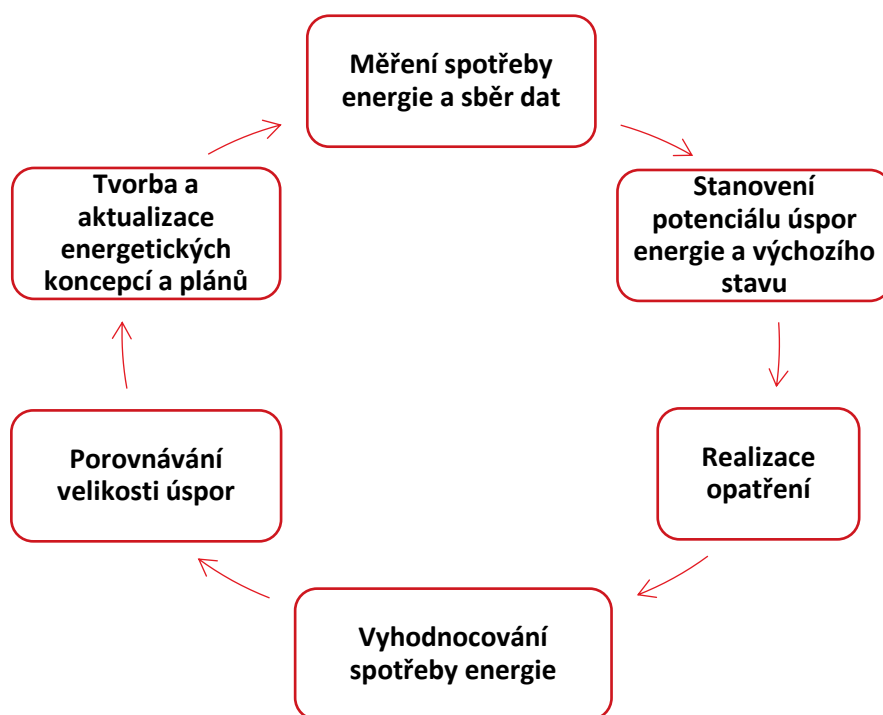 Měření spotřeby
energie a sběr dat
Stanovení
potenciálu úspor
energie a výchozího
stavu
Realizace
opatření
Vyhodnocování
spotřeby energie
Porovnávání
velikosti úspor
Tvorba a
aktualizace
energetických
koncepcí a plánů